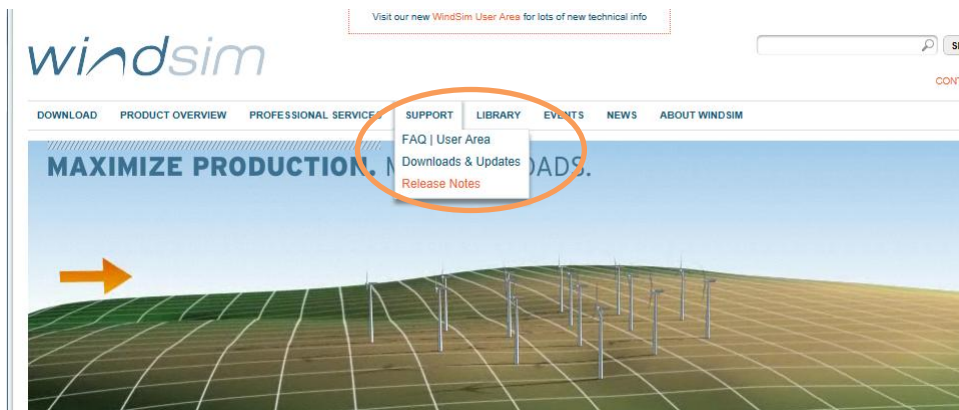 Visit our new WindSim User Area for lots of new technical info
windsim
DOWNLOAD PRODUCT OVERVIEW PROFESSIONAL SERVICES SUPPORT LIBRARY EVENTS NEWS ABOUT WINDSIM
FAQ | User Area
Downloads & Updates
Release Notes
MAXIMIZE PRODUCTION.